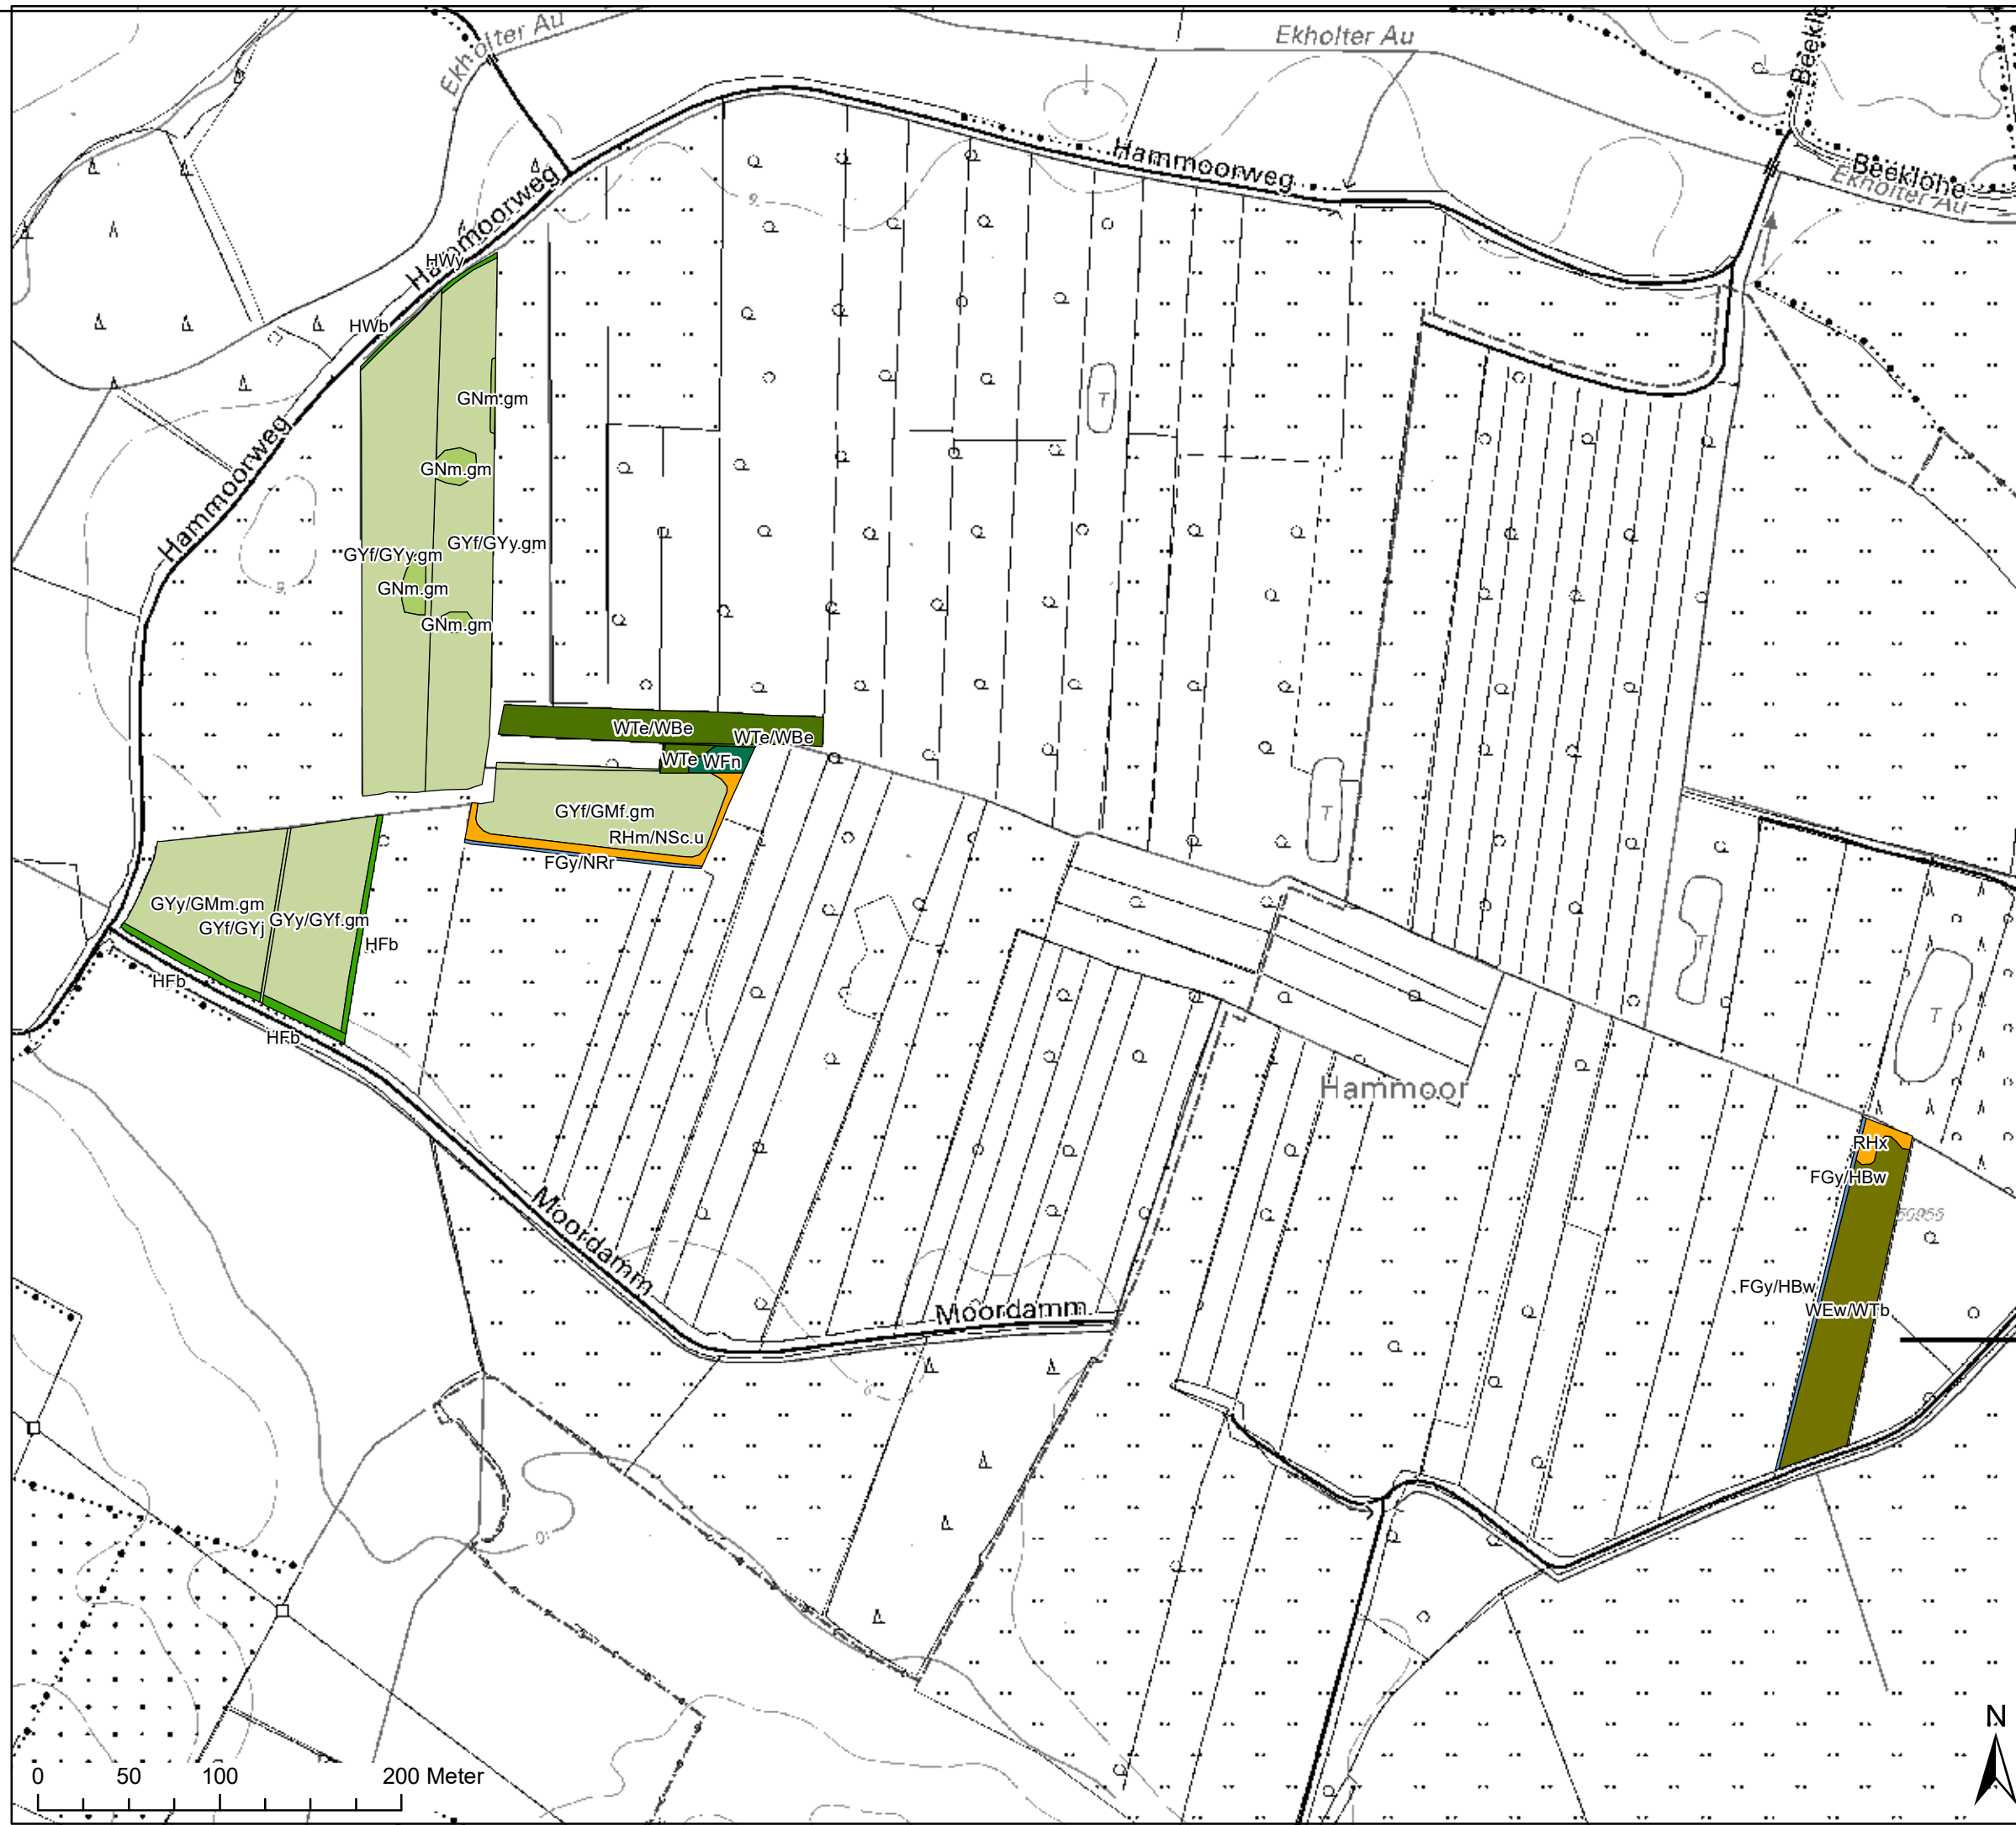 Ekholter Au
Ekholter Au
Beeklo
Hammoorweg
Beeklohe
Ekholter Au
Hammoorweg
HWy
HWb
9.
GNm.gm
Hammoorweg
T
GNm.gm
GYf/GYy.gm
GYf/GYy.gm
GNm.gm
9.
GNm.gm
WTe/WBe
WTe/WBe
WTe
WFn
GYf/GMf.gm
T
RHm/NSc.u
FGy/NRr
GYy/GMm.gm
GYy/GYf.gm
GYf/GYj
HFb
T
HFb
T
HFb
Hammoor
RHx
FGy/HBw
Moordamm
FGy/HBw
WEw/WTb
Moordamm
N
0 50 100 200 Meter